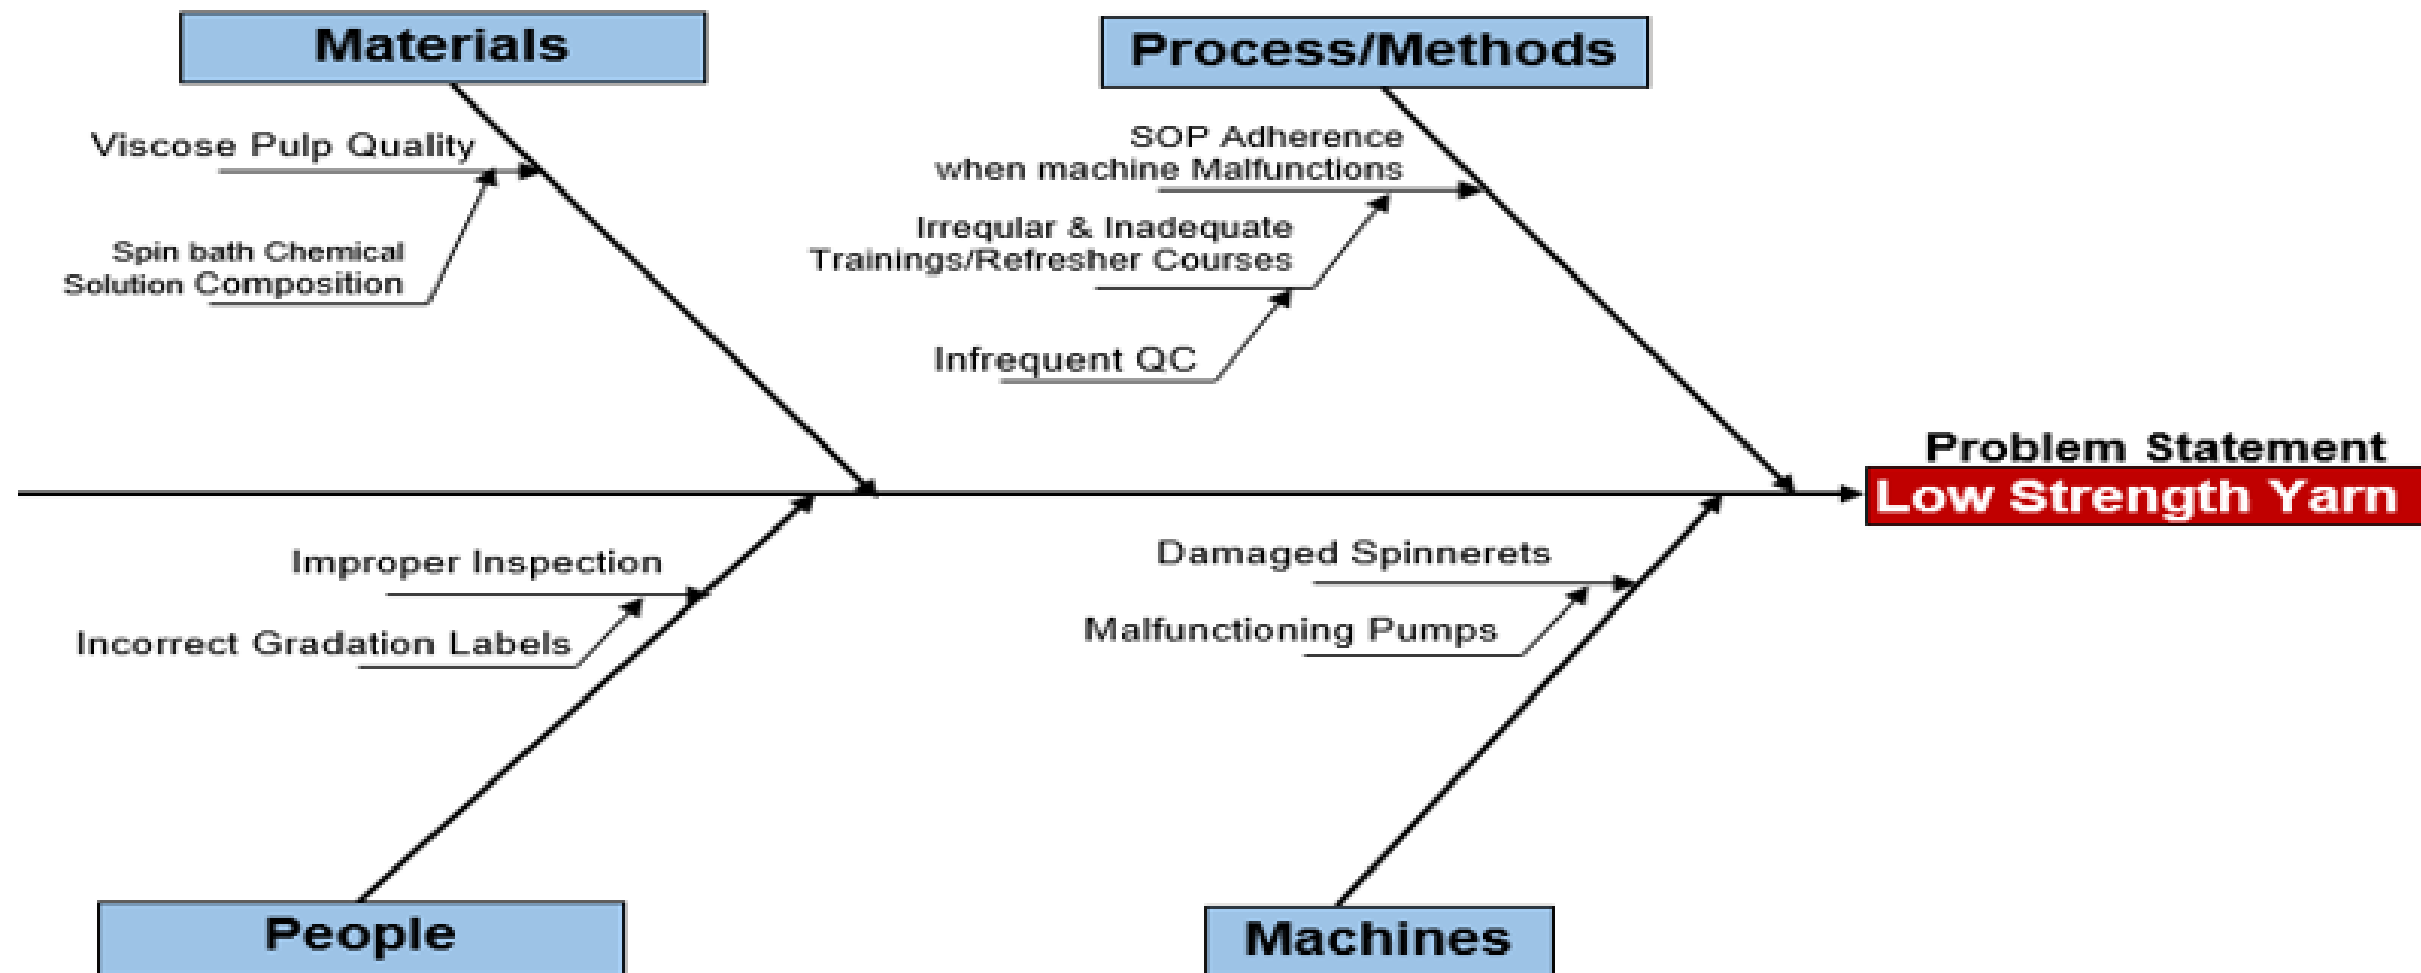 Materials
Process/Methods
Viscose Pulp Quality
SOP Adherence
when machine Malfunctions
Spin bath Chemical
Solution Composition
Irregular & Inadequate
Trainings/Refresher Courses
Infrequent QC
Problem Statement
Low Strength Yarn
Improper Inspection
Incorrect Gradation Labels
Damaged Spinnerets
Malfunctioning Pumps
People
Machines